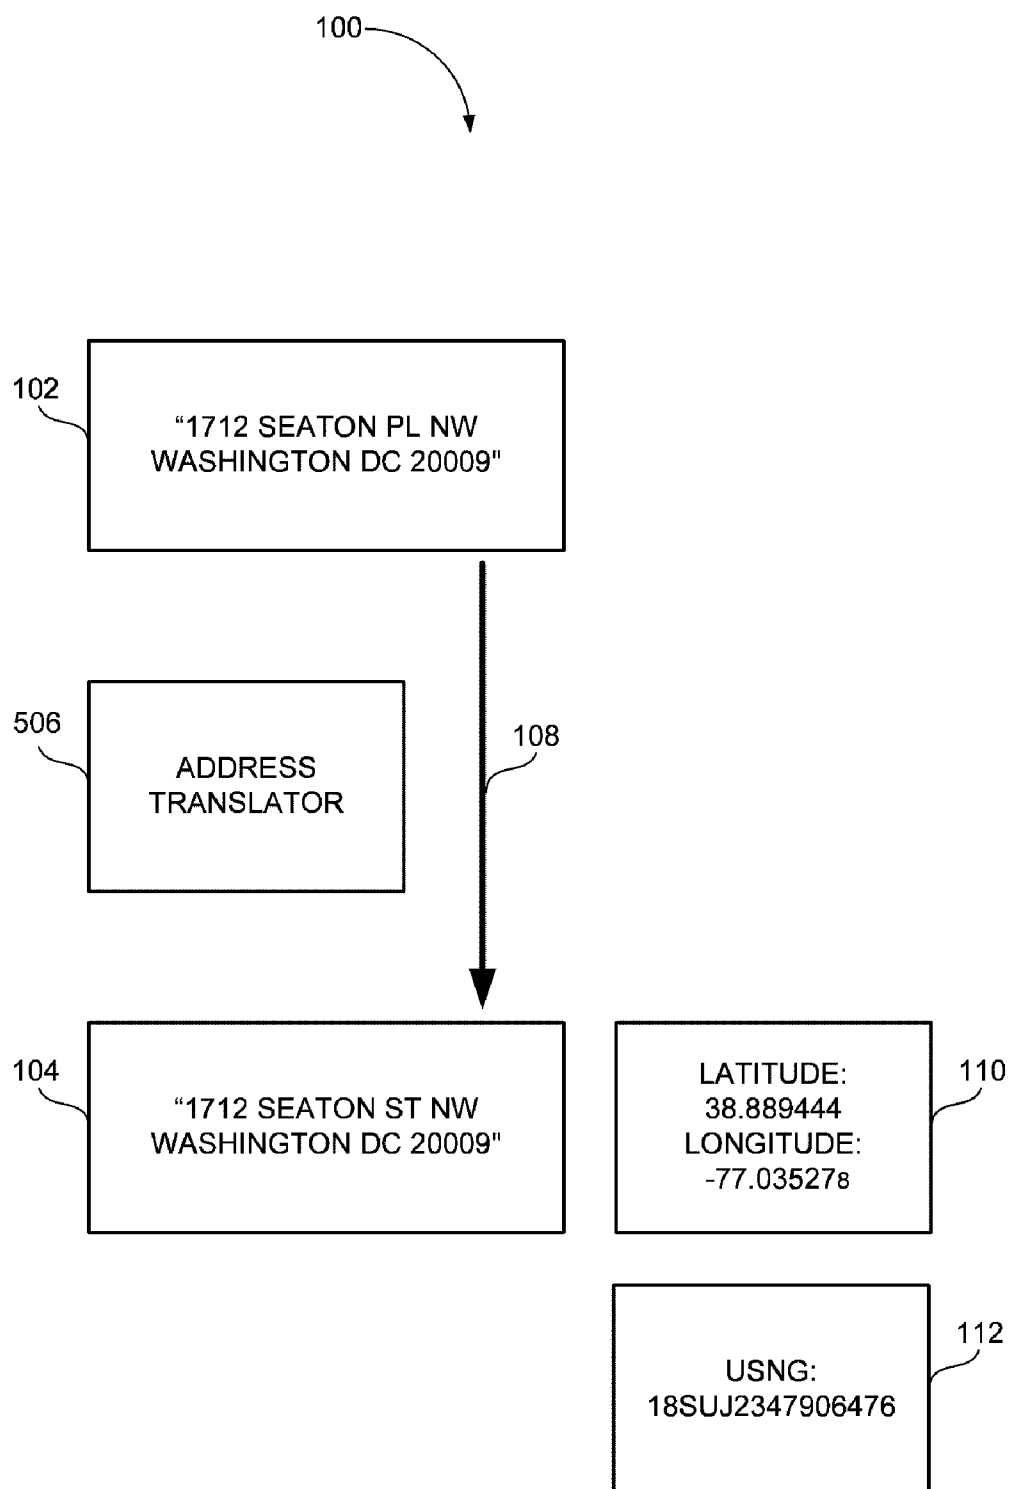 100
102
“1712 SEATON PL NW
WASHINGTON DC 20009"
506
ADDRESS
TRANSLATOR
108
104
“1712 SEATON ST NW
WASHINGTON DC 20009"
LATITUDE:
38.889444
LONGITUDE:
-77.035278
110
USNG:
18SUJ2347906476
112